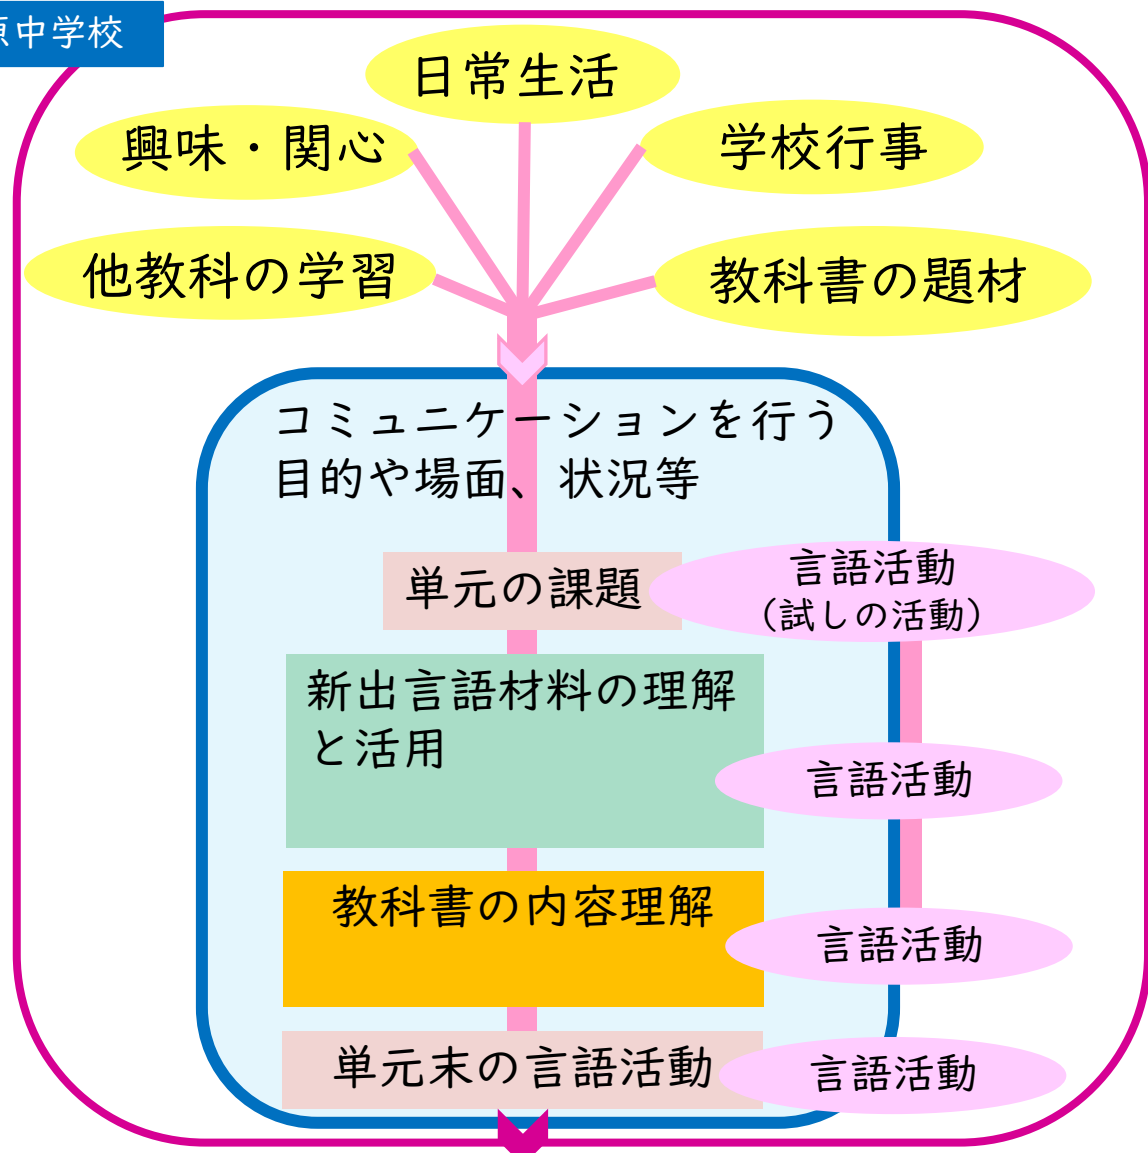 原中学校
日常生活
興味・関心
学校行事
他教科の学習
教科書の題材
コミュニケーションを行う
目的や場面、状況等
単元の課題
言語活動
（試しの活動）
新出言語材料の理解
と活用
言語活動
教科書の内容理解
言語活動
単元末の言語活動
言語活動